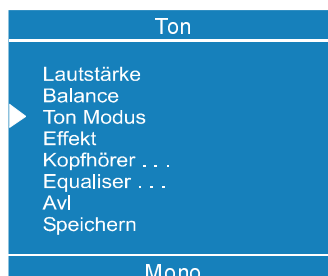 Ton
Lautstärke
Balance
Ton Modus
Effekt
Kopfhörer . . .
Equaliser . . .
Avl
Speichern
Mono